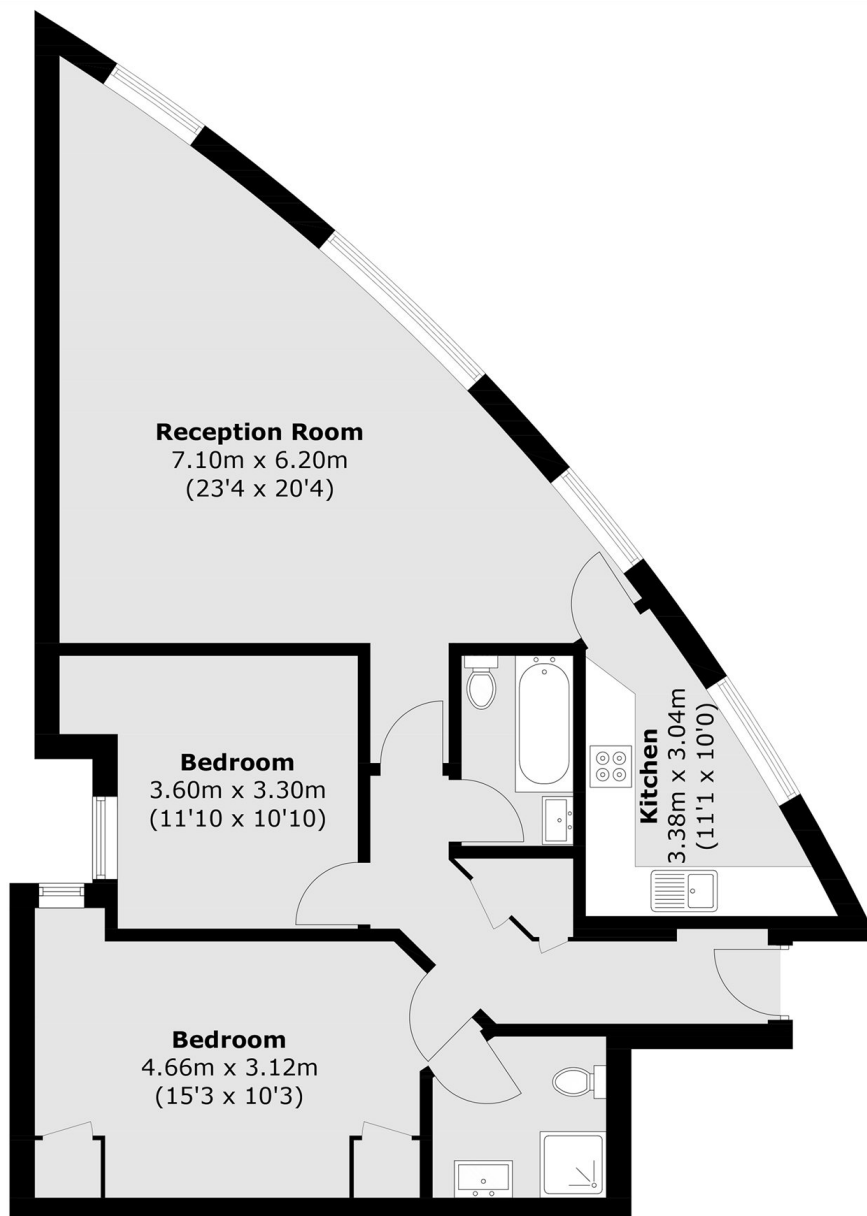 Reception Room
7.10m x 6.20m
(23'4 x 20'4)
Bedroom
3.60m x 3.30m
(11'10 x 10'10)
Kitchen
3.38m x 3.04m
(11'1 x 10'0)
Bedroom
4.66m x 3.12m
(15'3 x 10'3)